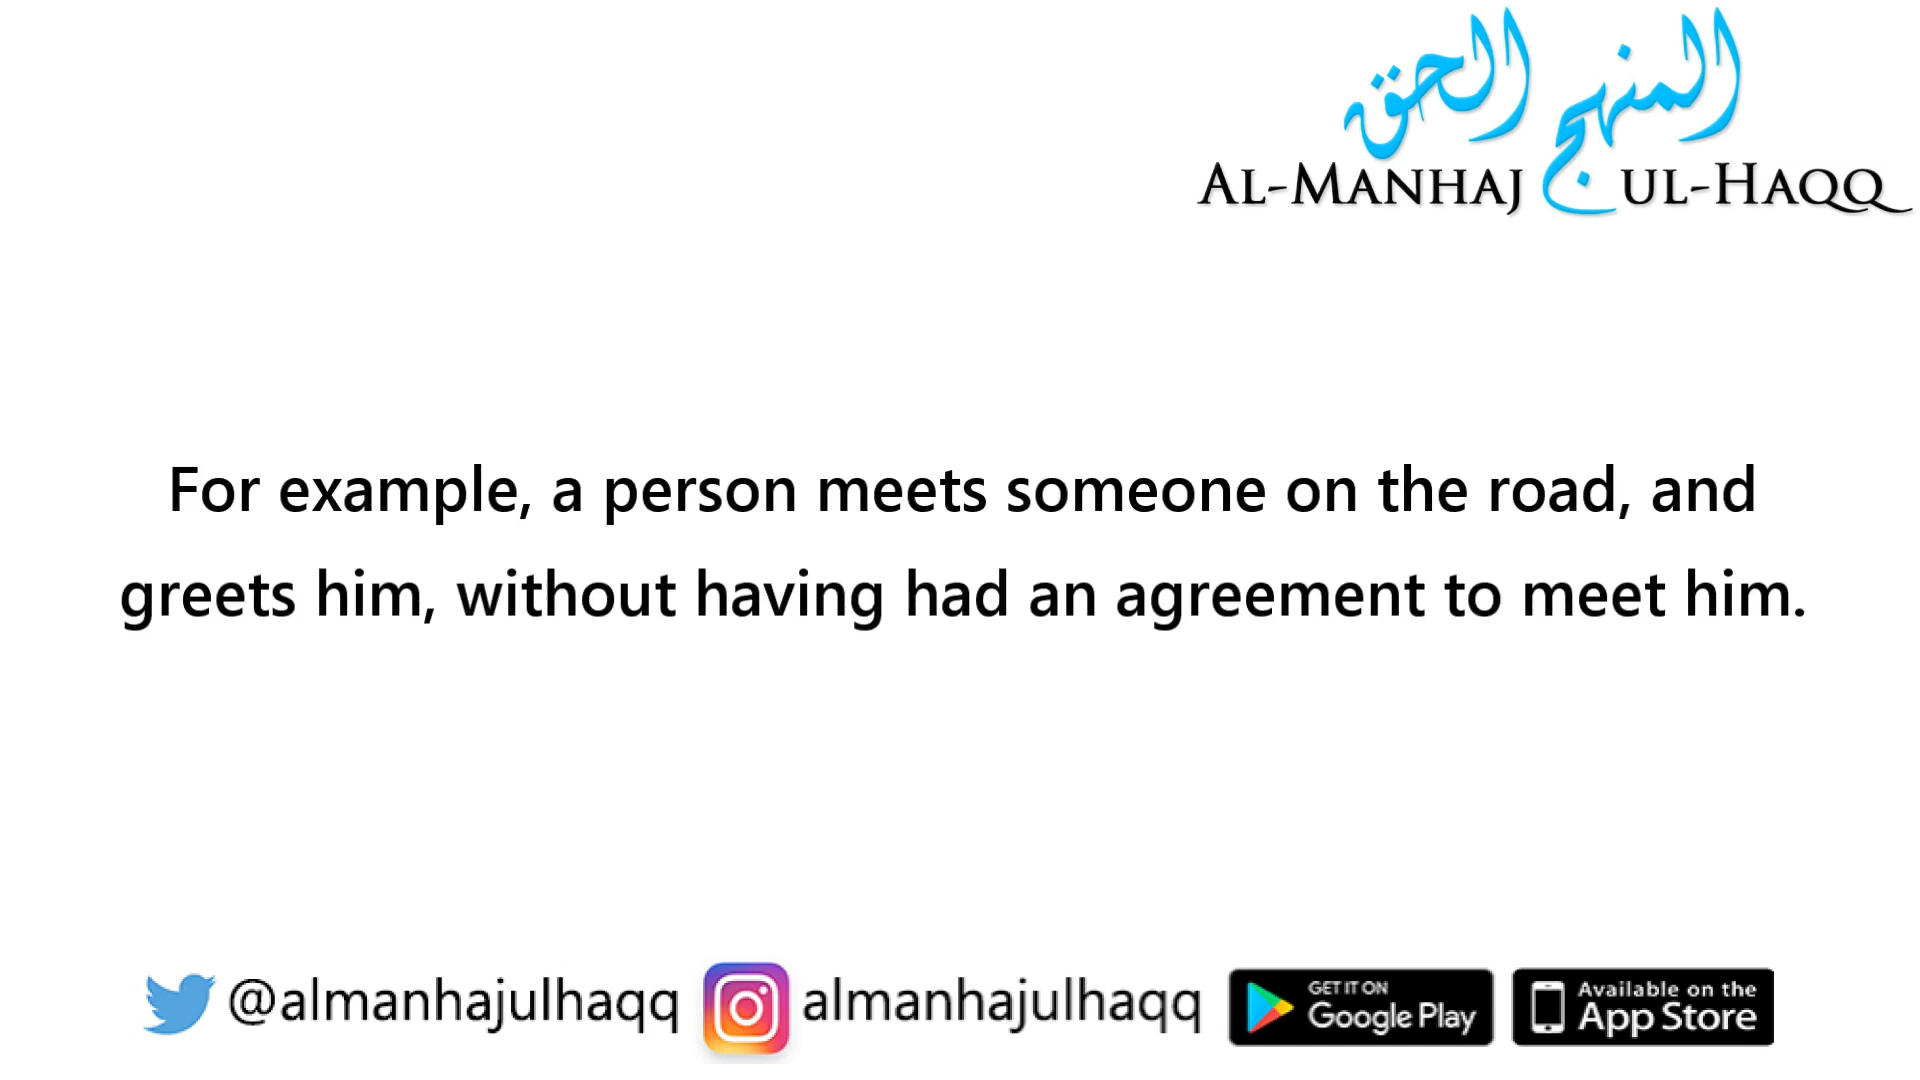 المنهج الحق
AL-MANHAJ UL-HAQQ
For example, a person meets someone on the road, and
greets him, without having had an agreement to meet him.
@almanhajulhaqq almanhajulhaqq GET IT ON Google Play Available on the App Store